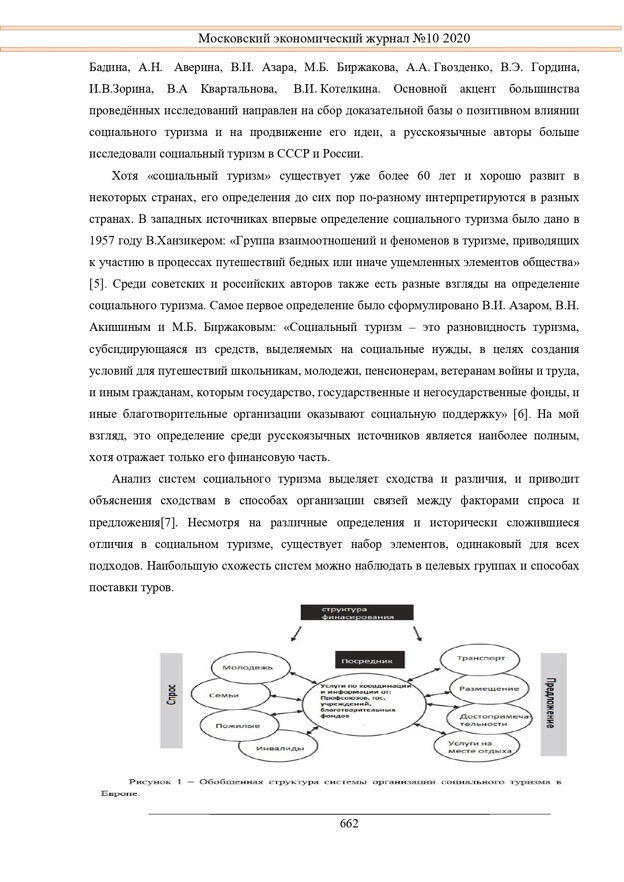 Московский экономический журнал №10 2020
Бадина, А.Н. Аверина, В.И. Азара, М.Б. Биржакова, А.А. Гвозденко, В.Э. Гордина,
И.В.Зорина, В.А Квартальнова, В.И. Котелкина. Основной акцент большинства
проведённых исследований направлен на сбор доказательной базы о позитивном влиянии
социального туризма и на продвижение его идеи, а русскоязычные авторы больше
исследовали социальный туризм в СССР и России.
Хотя «социальный туризм» существует уже более 60 лет и хорошо развит в
некоторых странах, его определения до сих пор по-разному интерпретируются в разных
странах. В западных источниках впервые определение социального туризма было дано в
1957 году В.Ханзикером: «Группа взаимоотношений и феноменов в туризме, приводящих
к участию в процессах путешествий бедных или иначе ущемленных элементов общества»
[5]. Среди советских и российских авторов также есть разные взгляды на определение
социального туризма. Самое первое определение было сформулировано В.И. Азаром, В.Н.
Акишиным и М.Б. Биржаковым: «Социальный туризм – это разновидность туризма,
субсидирующаяся из средств, выделяемых на социальные нужды, в целях создания
условий для путешествий школьникам, молодежи, пенсионерам, ветеранам войны и труда,
и иным гражданам, которым государство, государственные и негосударственные фонды, и
иные благотворительные организации оказывают социальную поддержку» [6]. На мой
взгляд, это определение среди русскоязычных источников является наиболее полным,
хотя отражает только его финансовую часть.
Анализ систем социального туризма выделяет сходства и различия, и приводит
объяснения сходствам в способах организации связей между факторами спроса и
предложения[7]. Несмотря на различные определения и исторически сложившиеся
отличия в социальном туризме, существует набор элементов, одинаковый для всех
подходов. Наибольшую схожесть систем можно наблюдать в целевых группах и способах
поставки туров.
структура
финасирования
Спрос
Молодежь
Семьи
Пожилые
Инвалиды
Посредник
Услуги по координации
и информации от:
Профсоюзов, гос.
учреждений,
благотворительных
фондов
Транспорт
Размещение
Достопримеча
тельности
Услуги на
месте отдыха
Предложение
Рисунок 1 – Обобщенная структура системы организации социального туризма в
Европе.
662